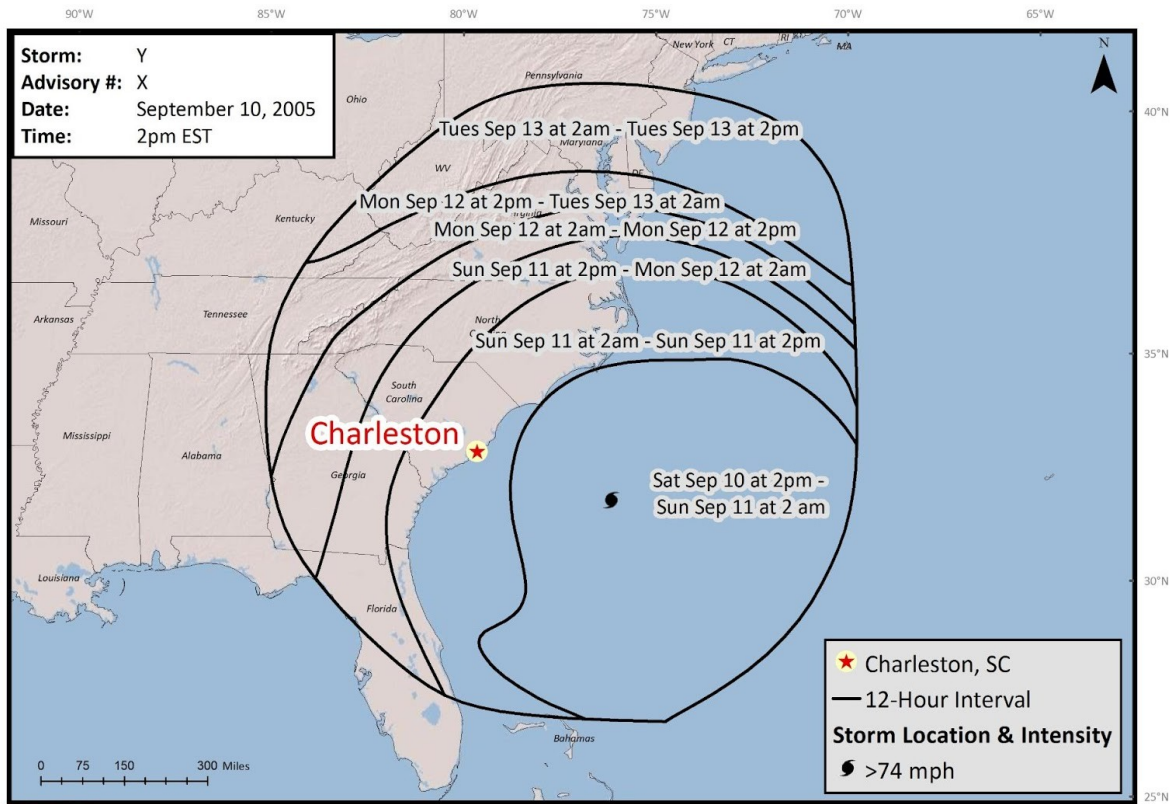 90°W 85°W 80°W 75°W 70°W 65°W
Storm: Y
Advisory #: X
Date: September 10, 2005
Time: 2pm EST
New York
CT
RI
MA
N
Pennsylvania
Ohio
40°N
Tues Sep 13 at 2am - Tues Sep 13 at 2pm
Maryland
WV
DE
Mon Sep 12 at 2pm - Tues Sep 13 at 2am
Missouri
Kentucky
Virginia
Mon Sep 12 at 2am - Mon Sep 12 at 2pm
Sun Sep 11 at 2pm - Mon Sep 12 at 2am
Arkansas
Tennessee
North
Sun Sep 11 at 2am - Sun Sep 11 at 2pm
35°N
South
Carolina
Charleston
Mississippi
Alabama
Georgia
Sat Sep 10 at 2pm -
Sun Sep 11 at 2 am
30°N
Louisiana
Florida
Charleston, SC
12-Hour Interval
Storm Location & Intensity
>74 mph
Bahamas
0 75 150 300 Miles
25°N